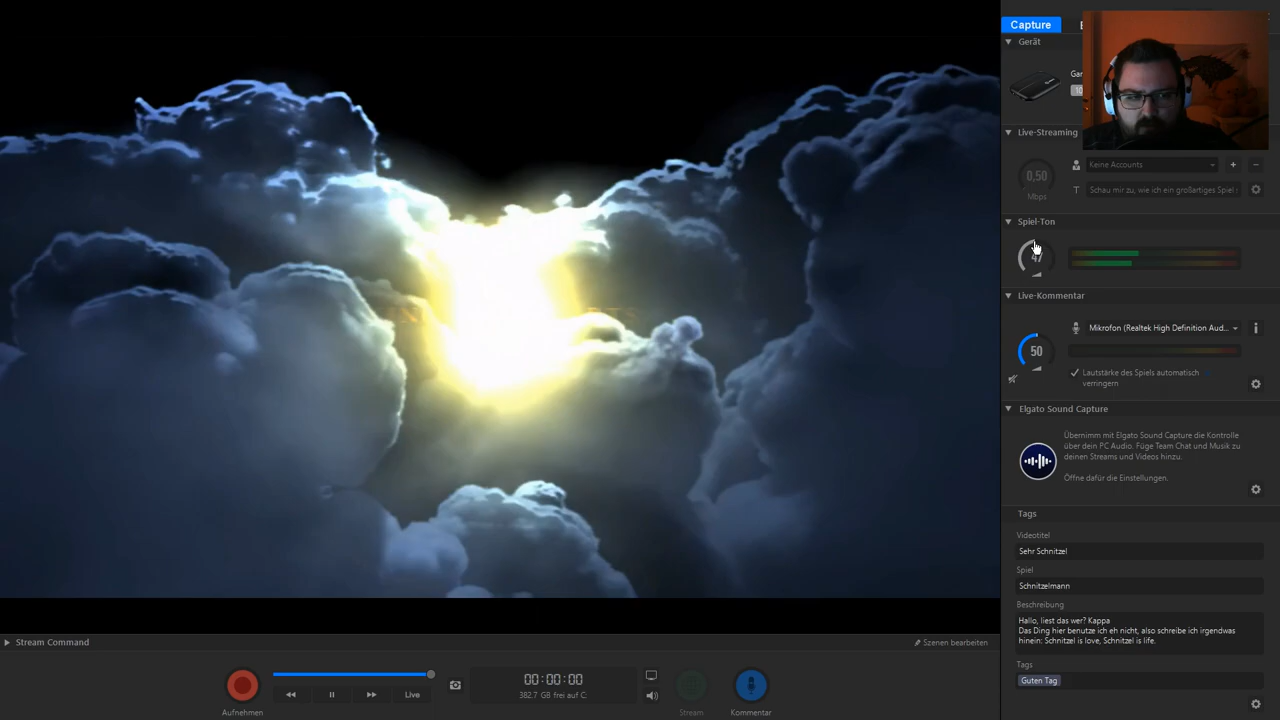 Capture
Gerät
Gar
10
Live-Streaming
0,50
Mbps
Keine Accounts
T
Schau mir zu, wie ich ein großartiges Spiel s
Spiel-Ton
Live-Kommentar
50
Mikrofon (Realtek High Definition Aud...
Lautstärke des Spiels automatisch
verringern
Elgato Sound Capture
Übernimm mit Elgato Sound Capture die Kontrolle
über dein PC Audio. Füge Team Chat und Musik zu
deinen Streams und Videos hinzu.
Öffne dafür die Einstellungen.
Tags
Videotitel
Sehr Schnitzel
Spiel
Schnitzelmann
Beschreibung
Hallo, liest das wer? Kappa
Das Ding hier benutze ich eh nicht, also schreibe ich irgendwas
hinein: Schnitzel is love, Schnitzel is life.
Tags
Guten Tag
Stream Command
Szenen bearbeiten
Aufnehmen
Live
00:00:00
382.7 GB frei auf C:
Stream
Kommentar